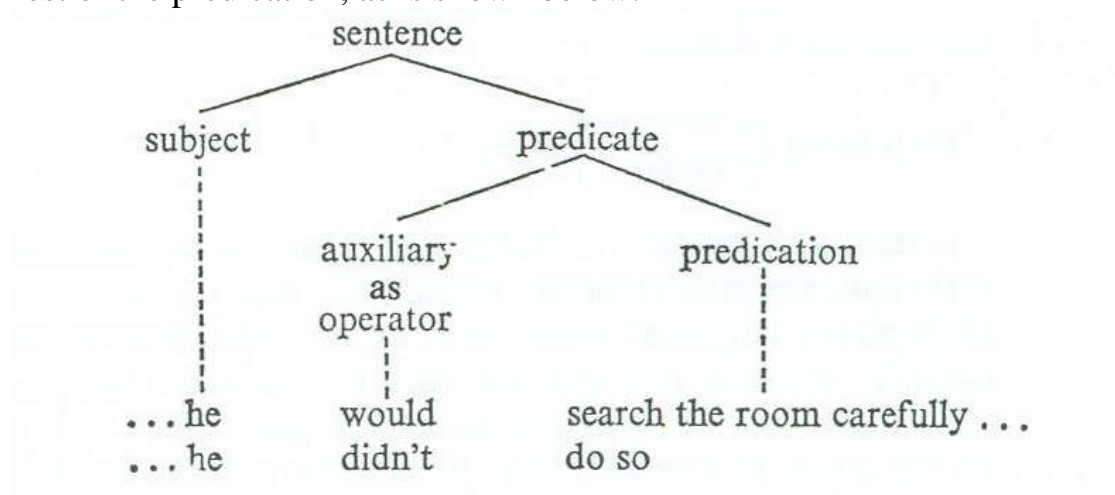 sentence
subject predicate
auxiliary predication
as
operator
...he would search the room carefully ...
...he didn't do so